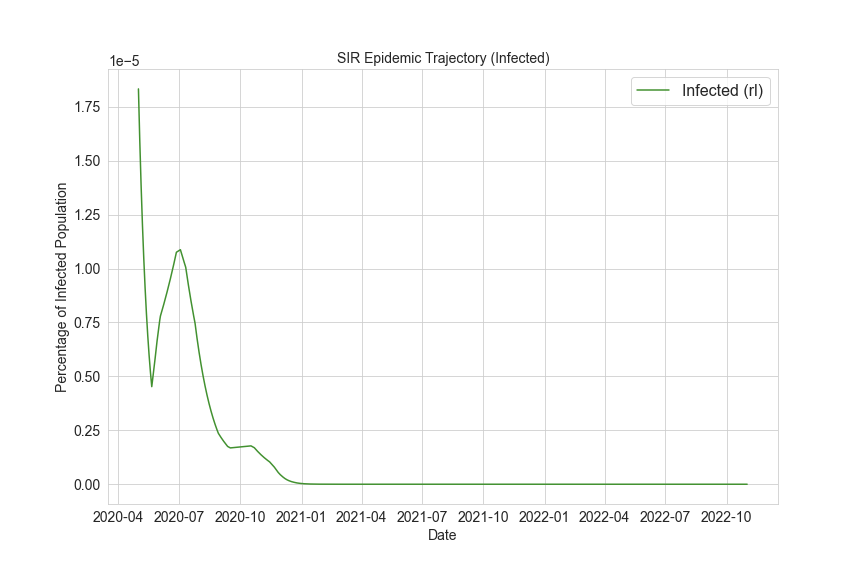 SIR Epidemic Trajectory (Infected)
1e−5
Infected (rI)
1.75
1.50
1.25
1.00
0.75
0.50
0.25
0.00
Percentage of Infected Population
2020-04 2020-07 2020-10 2021-01 2021-04 2021-07 2021-10 2022-01 2022-04 2022-07 2022-10
Date